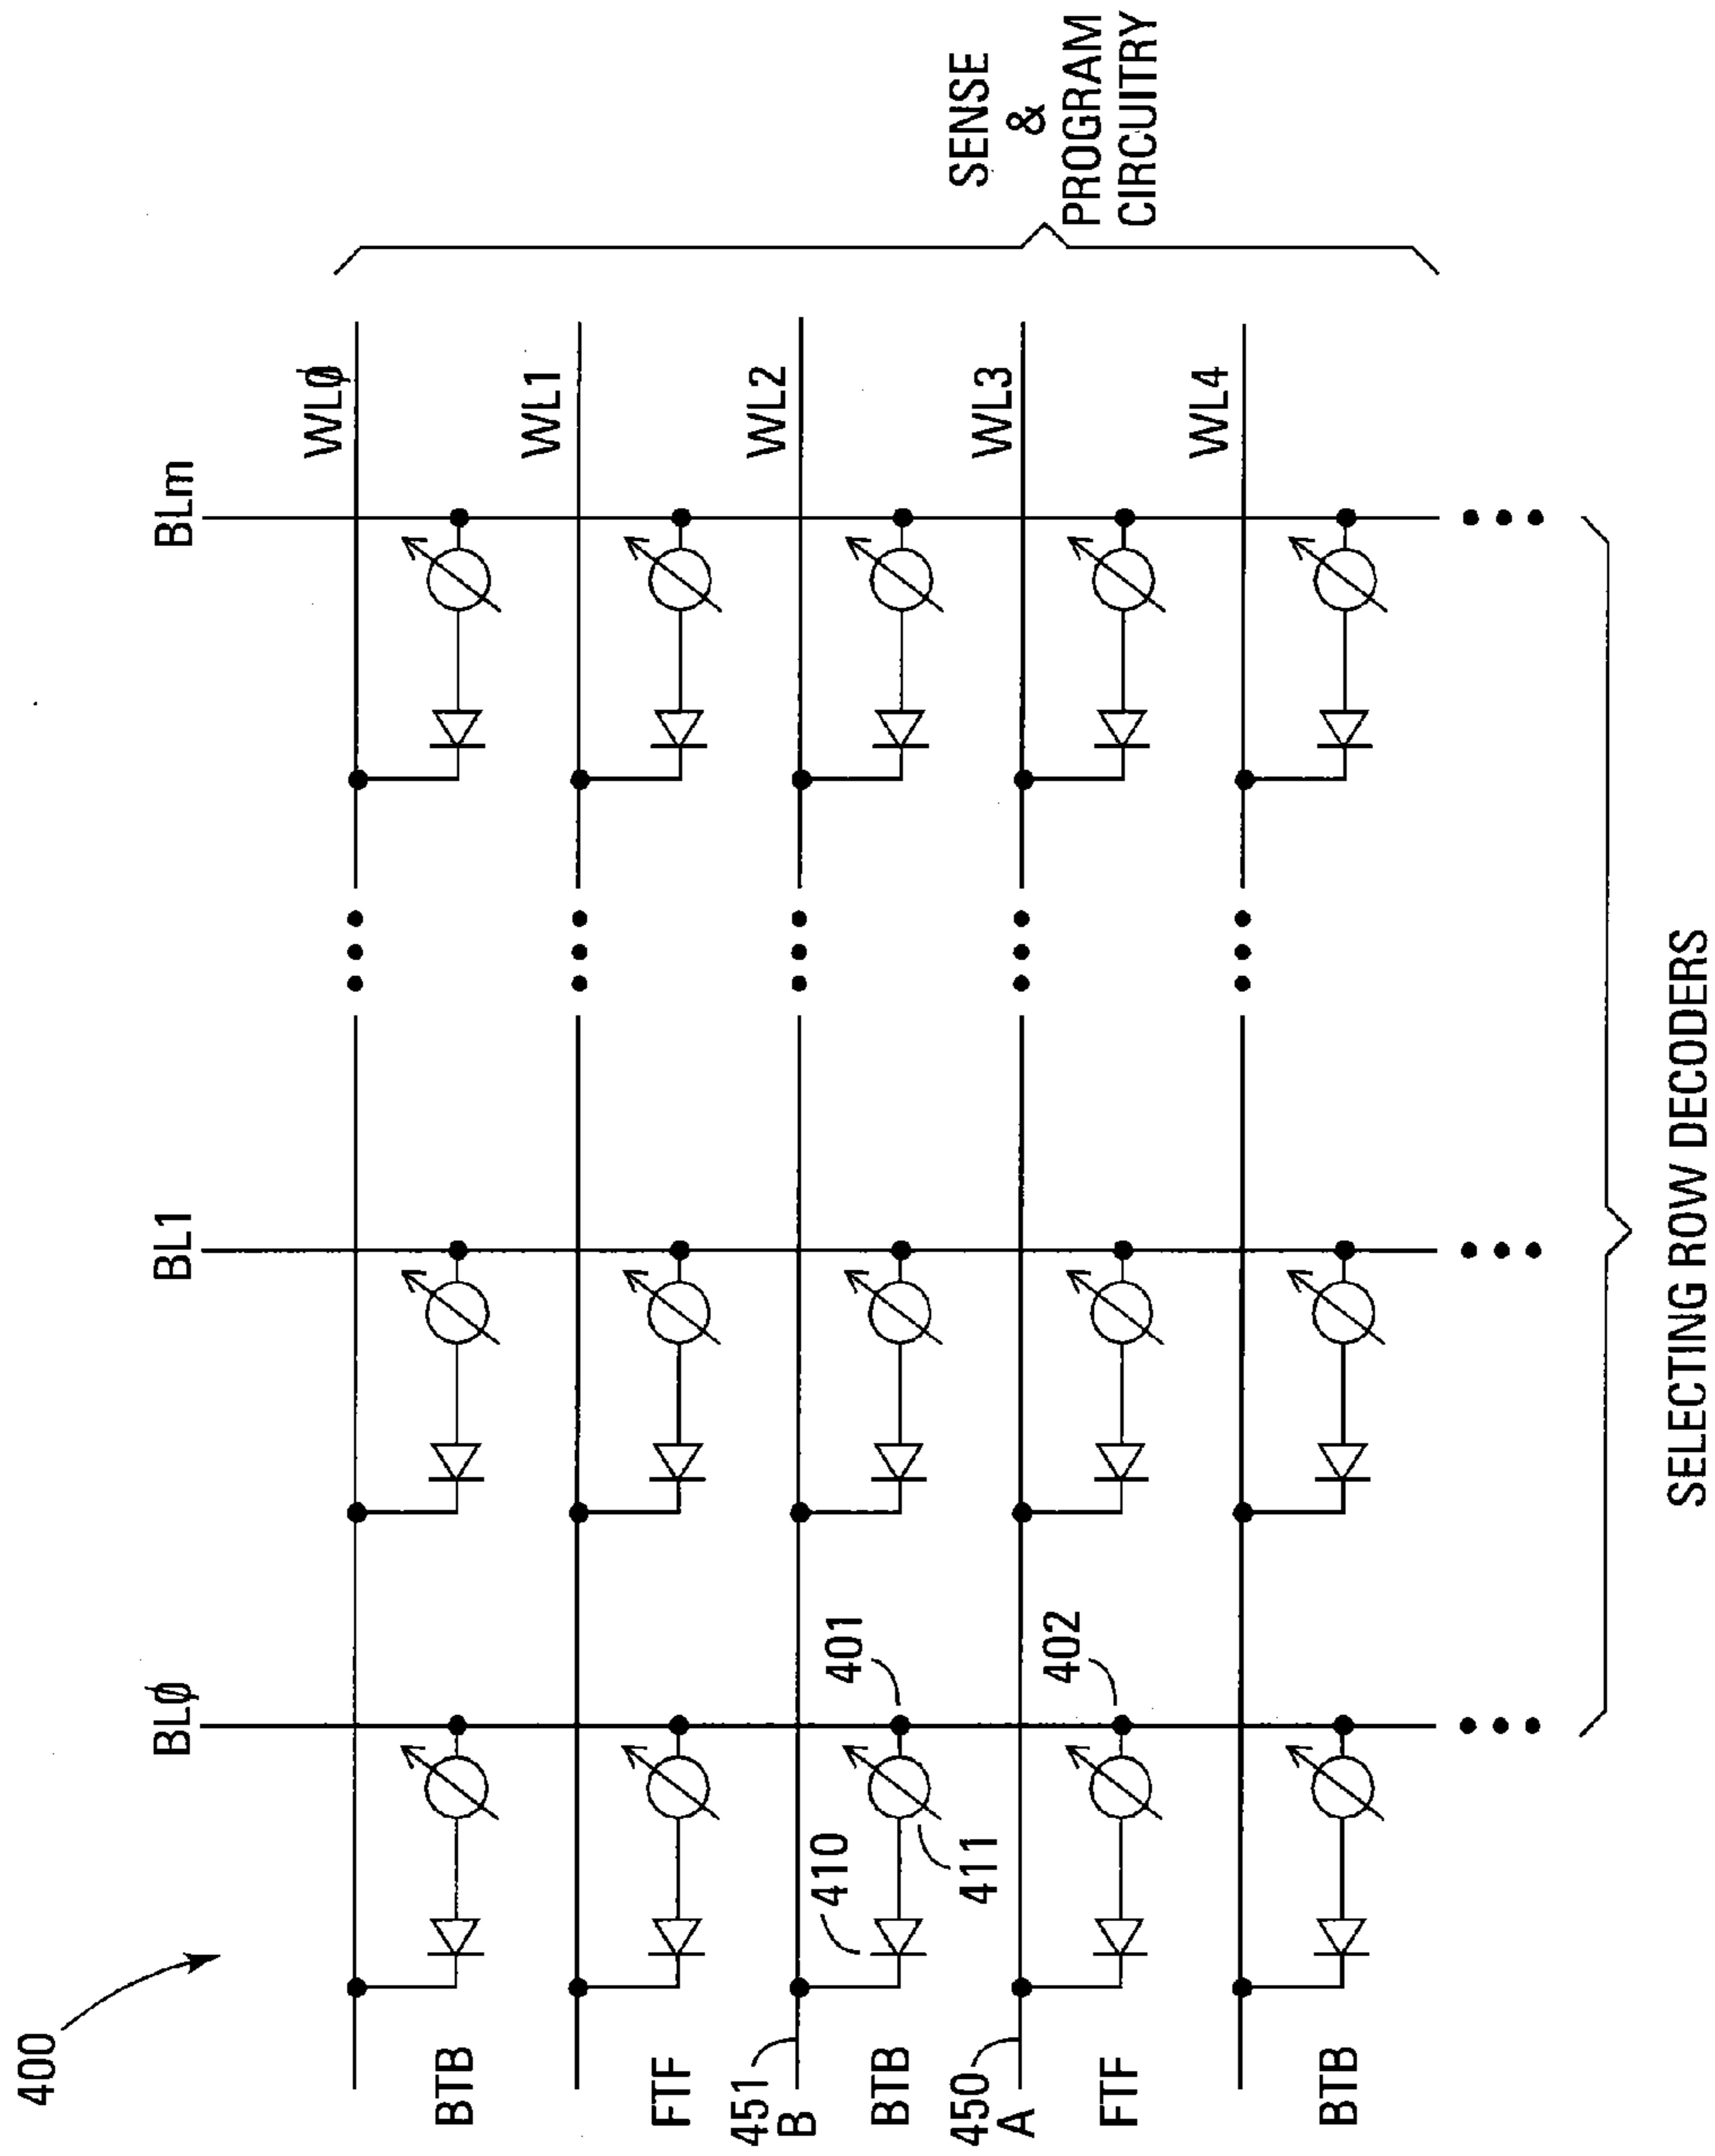 400
BLØ
BL1
BLm
WLØ
WL1
WL2
WL3
WL4
BTB
FTF
451
B
BTB
450
A
FTF
BTB
410
411
401
402
SENSE
&
PROGRAM
CIRCUITRY
SELECTING ROW DECODERS